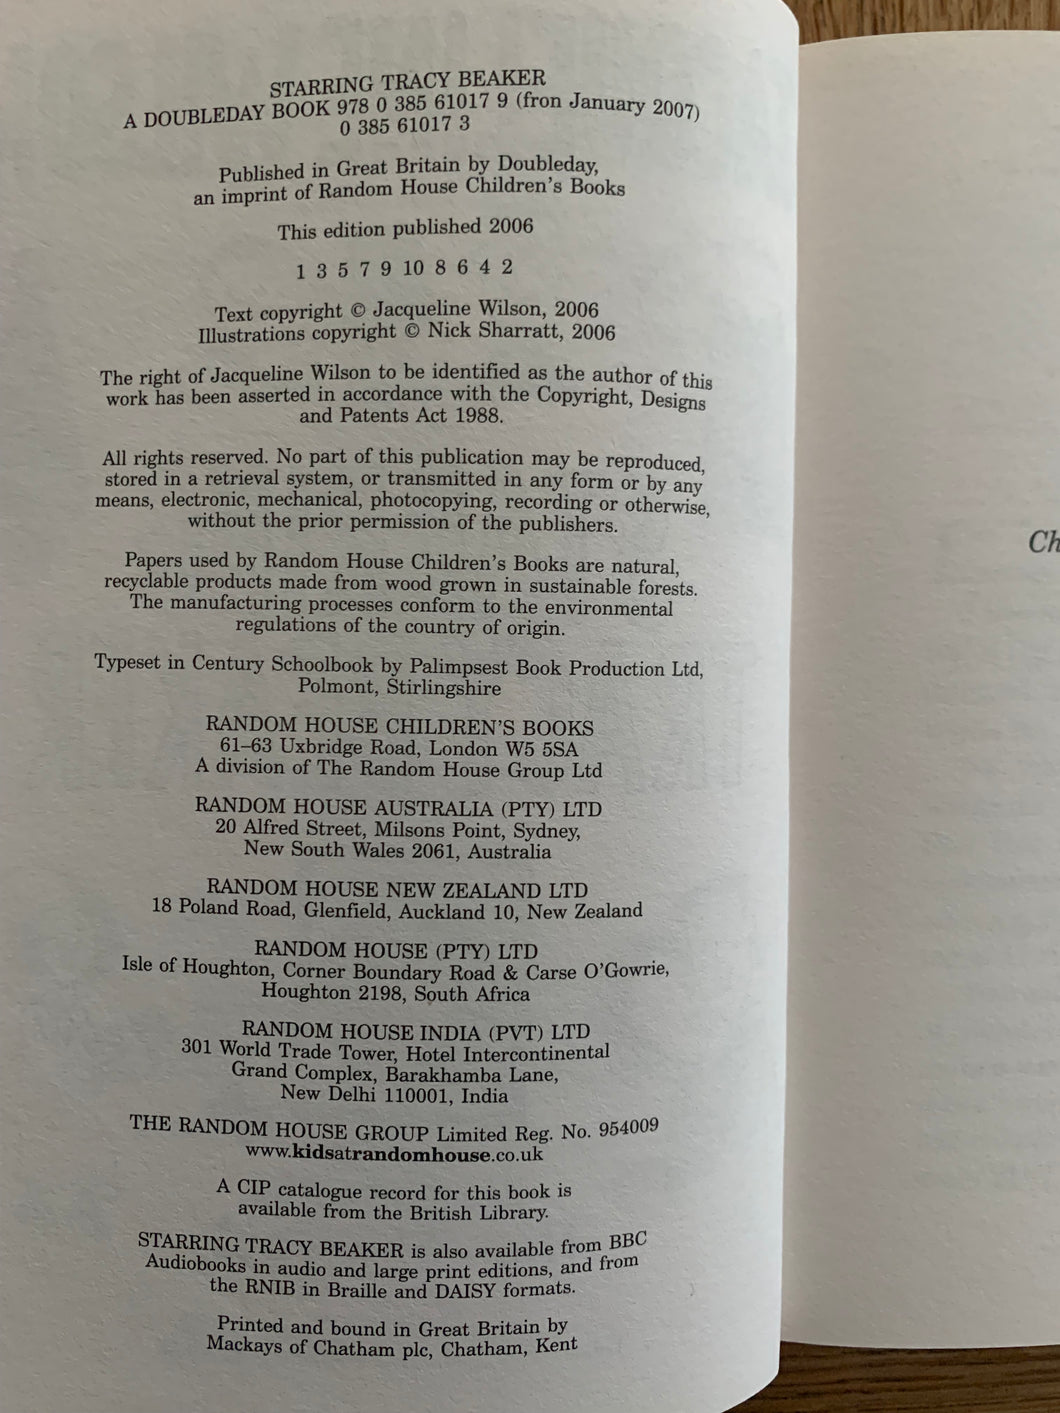 STARRING TRACY BEAKER
A DOUBLEDAY BOOK 978 0 385 61017 9 (fron January 2007)
0 385 61017 3
Published in Great Britain by Doubleday,
an imprint of Random House Children's Books
This edition published 2006
1 3 5 7 9 10 8 6 4 2
Text copyright © Jacqueline Wilson, 2006
Illustrations copyright © Nick Sharratt, 2006
The right of Jacqueline Wilson to be identified as the author of this
work has been asserted in accordance with the Copyright, Designs
and Patents Act 1988.
All rights reserved. No part of this publication may be reproduced,
stored in a retrieval system, or transmitted in any form or by any
means, electronic, mechanical, photocopying, recording or otherwise,
without the prior permission of the publishers.
Papers used by Random House Children's Books are natural,
recyclable products made from wood grown in sustainable forests.
The manufacturing processes conform to the environmental
regulations of the country of origin.
Typeset in Century Schoolbook by Palimpsest Book Production Ltd,
Polmont, Stirlingshire
RANDOM HOUSE CHILDREN'S BOOKS
61–63 Uxbridge Road, London W5 5SA
A division of The Random House Group Ltd
RANDOM HOUSE AUSTRALIA (PTY) LTD
20 Alfred Street, Milsons Point, Sydney,
New South Wales 2061, Australia
RANDOM HOUSE NEW ZEALAND LTD
18 Poland Road, Glenfield, Auckland 10, New Zealand
RANDOM HOUSE (PTY) LTD
Isle of Houghton, Corner Boundary Road & Carse O'Gowrie,
Houghton 2198, South Africa
RANDOM HOUSE INDIA (PVT) LTD
301 World Trade Tower, Hotel Intercontinental
Grand Complex, Barakhamba Lane,
New Delhi 110001, India
THE RANDOM HOUSE GROUP Limited Reg. No. 954009
www.kidsatrandomhouse.co.uk
A CIP catalogue record for this book is
available from the British Library.
STARRING TRACY BEAKER is also available from BBC
Audiobooks in audio and large print editions, and from
the RNIB in Braille and DAISY formats.
Printed and bound in Great Britain by
Mackays of Chatham plc, Chatham, Kent
Ch